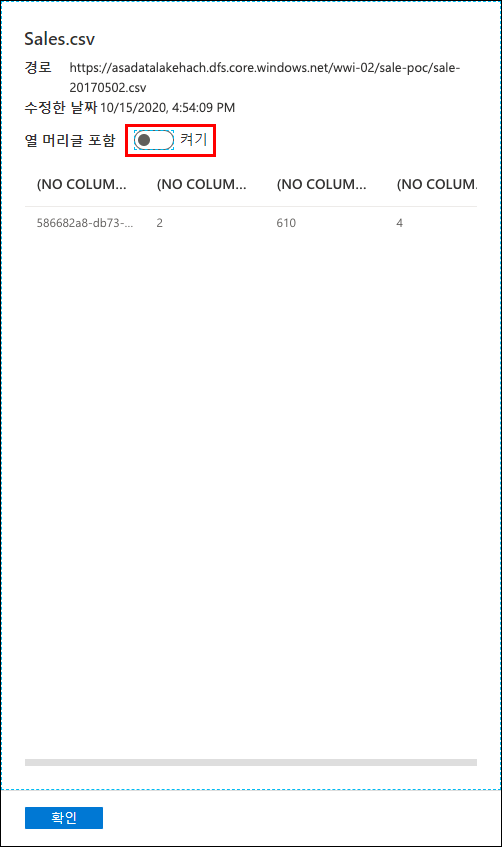 Sales.csv
경로 https://asadatalakehach.dfs.core.windows.net/wwi-02/sale-poc/sale-
20170502.csv
수정한 날짜 10/15/2020, 4:54:09 PM
열 머리글 포함 켜기
(NO COLUM... (NO COLUM... (NO COLUM... (NO COLUM.
586682a8-db73-... 2 610 4
확인